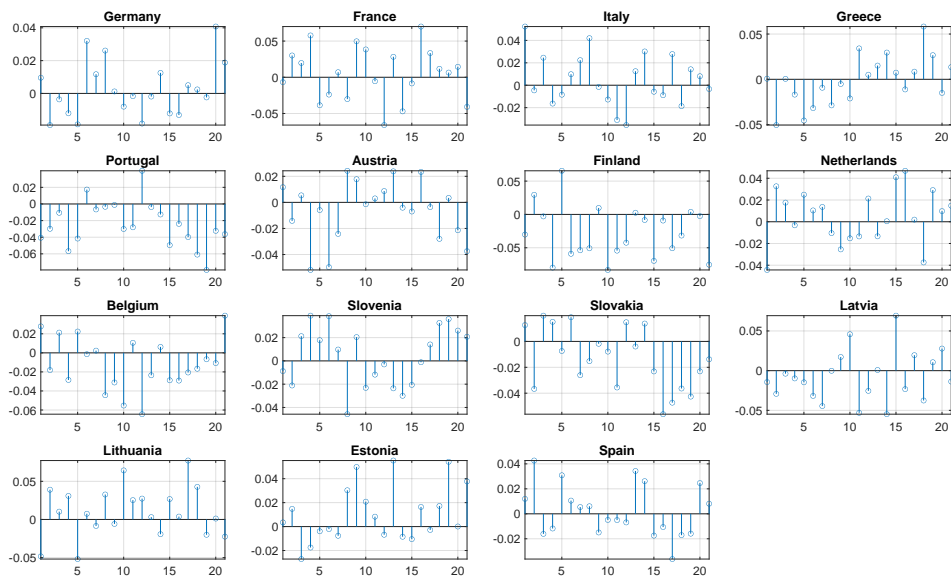 Germany
0.04
0.02
0
5 10 15 20
France
0.05
0
-0.05
5 10 15 20
Italy
0.04
0.02
0
-0.02
5 10 15 20
Greece
0.05
0
-0.05
5 10 15 20
Portugal
0.02
0
-0.02
-0.04
-0.06
5 10 15 20
Austria
0.02
0
-0.02
-0.04
5 10 15 20
Finland
0.05
0
-0.05
5 10 15 20
Netherlands
0.04
0.02
0
-0.02
-0.04
5 10 15 20
Belgium
0.02
0
-0.02
-0.04
-0.06
5 10 15 20
Slovenia
0.02
0
-0.02
-0.04
5 10 15 20
Slovakia
0
-0.02
-0.04
5 10 15 20
Latvia
0.05
0
-0.05
5 10 15 20
Lithuania
0.05
0
-0.05
5 10 15 20
Estonia
0.04
0.02
0
-0.02
5 10 15 20
Spain
0.04
0.02
0
-0.02
5 10 15 20